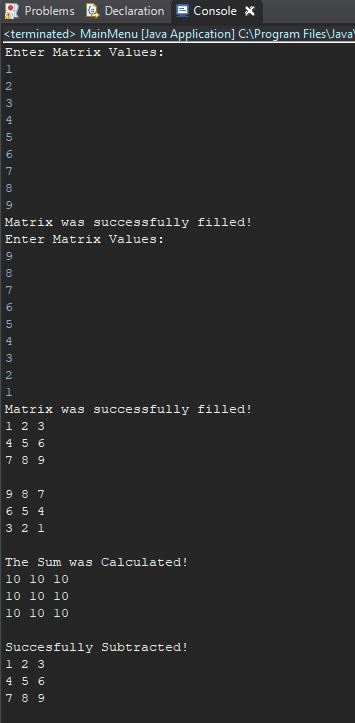 Problems Declaration Console
<terminated> MainMenu [Java Application] C:\Program Files\Java\
Enter Matrix Values:
1
2
3
4
5
6
7
8
9
Matrix was successfully filled!
Enter Matrix Values:
9
8
7
6
5
4
3
2
1
Matrix was successfully filled!
1 2 3
4 5 6
7 8 9
9 8 7
6 5 4
3 2 1
The Sum was Calculated!
10 10 10
10 10 10
10 10 10
Succesfully Subtracted!
1 2 3
4 5 6
7 8 9